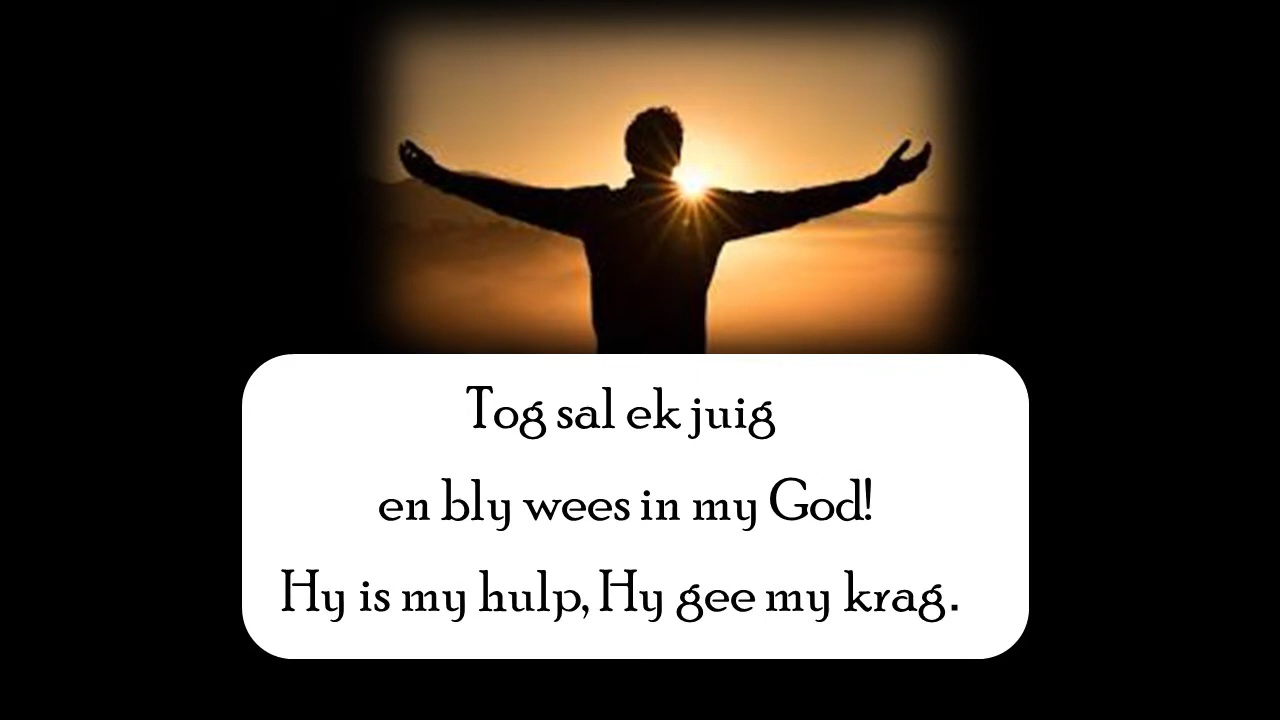 Tog sal ek juig
en bly wees in my God!
Hy is my hulp, Hy gee my krag.